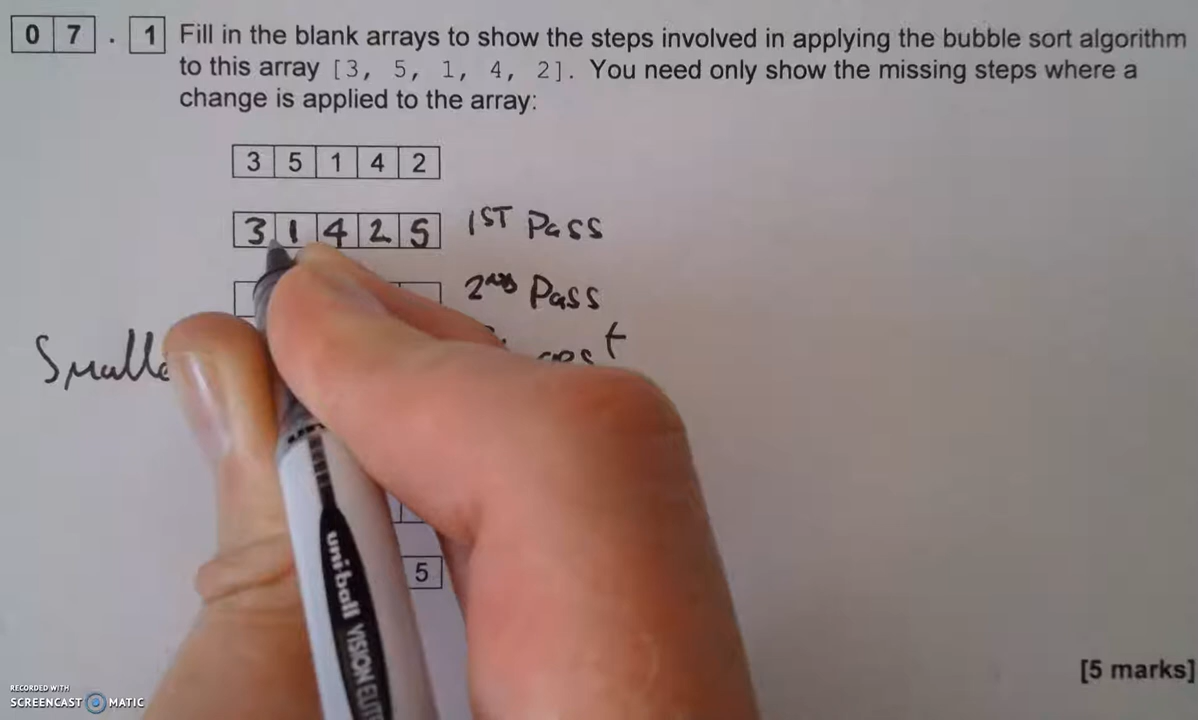 0 7 . 1 Fill in the blank arrays to show the steps involved in applying the bubble sort algorithm
to this array [3, 5, 1, 4, 2]. You need only show the missing steps where a
change is applied to the array:
3 5 1 4 2
3 1 4 2 5 1ST Pass
2ND Pass
5
uni-ball VISION
[5 marks]
RECORDED WITH
SCREENCAST MATIC